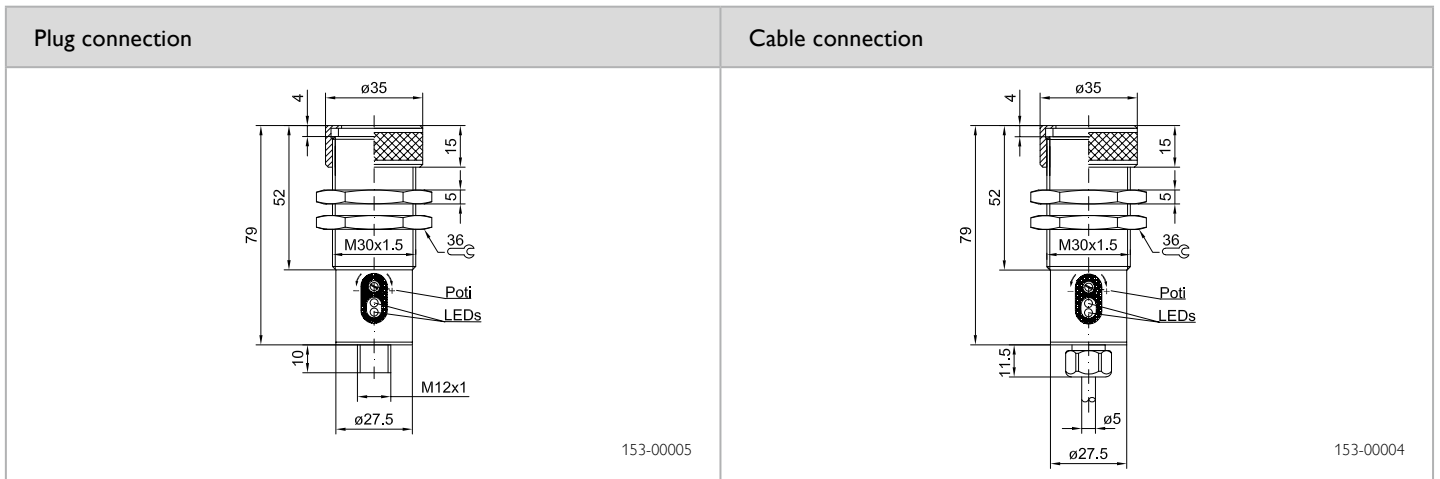 Plug connection
Cable connection
ø35
4
15
52
5
79
36
M30x1.5
- +
Poti
LEDs
10
M12x1
ø27.5
153-00005
ø35
4
15
52
5
79
36
M30x1.5
- +
Poti
LEDs
11.5
ø5
ø27.5
153-00004